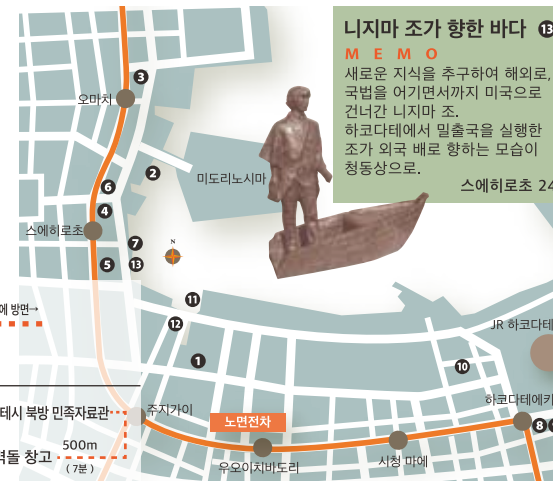 니지마 조가 향한 바다 13
MEMO
새로운 지식을 추구하여 해외로,
국법을 어기면서까지 미국으로
건너간 니지마 조.
하코다테에서 밀출국을 실행한
조가 외국 배로 향하는 모습이
청동상으로.
스에히로초 24
3
오마치
2
미도리노시마
6
4
스에히로초
7
N
5
13
11
에 방면→
12
JR 하코다테
1
10
테시 북방 민족자료관
주지가이
하코다테에키
노면전차
8
500m
벽돌 창고
(7분)
우오이치바도리
시청 마에